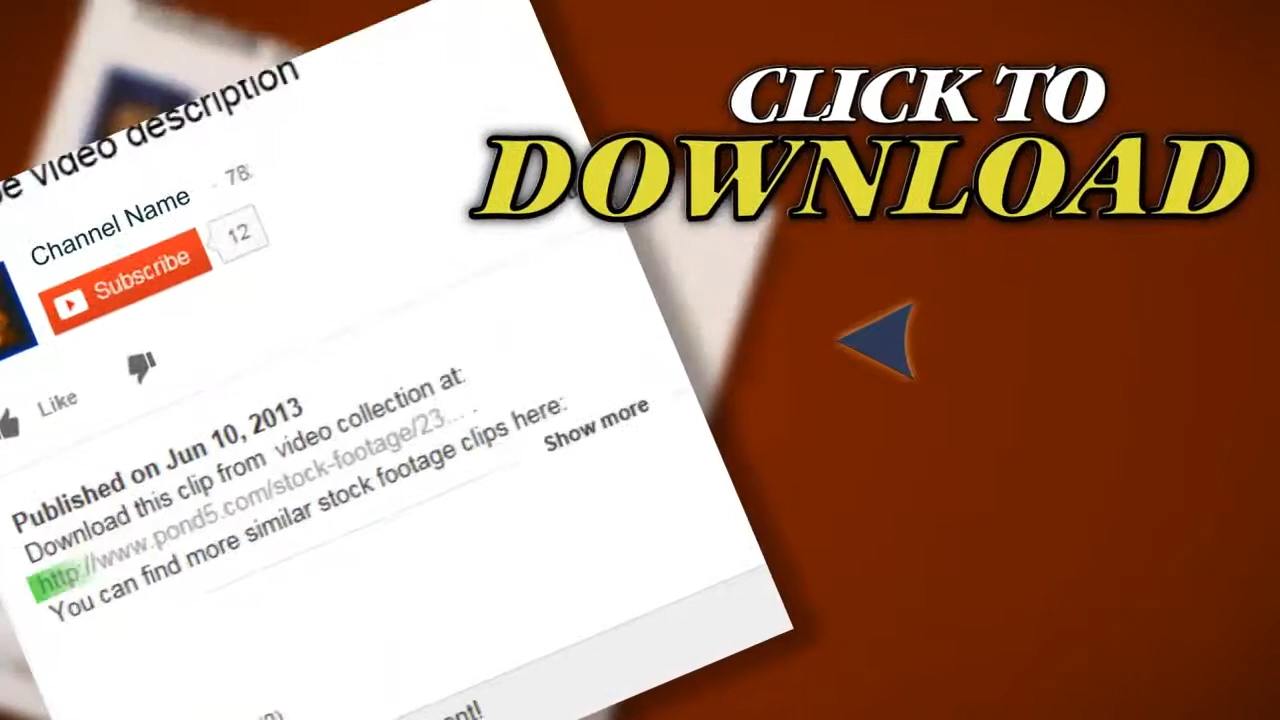 CLICK TO
DOWNLOAD
video description
Channel Name
78
Subscribe
12
Like
Published on Jun 10, 2013
Download this clip from video collection at:
http://www.pond5.com/stock-footage/23...
You can find more similar stock footage clips here:
Show more